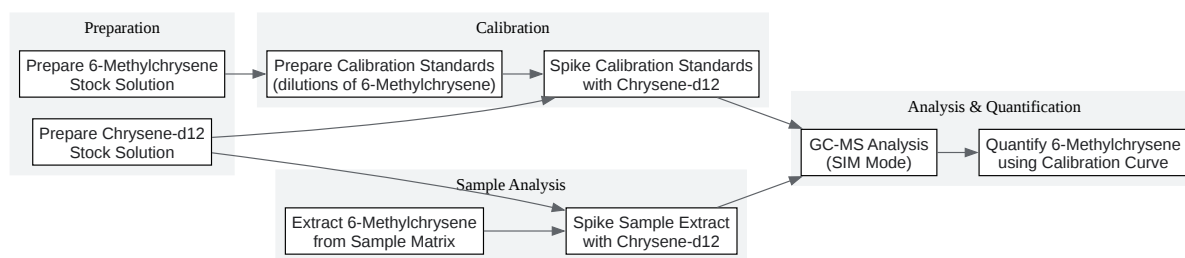 Preparation
Prepare 6-Methylchrysene
Stock Solution
Prepare Chrysene-d12
Stock Solution
Calibration
Prepare Calibration Standards
(dilutions of 6-Methylchrysene)
Spike Calibration Standards
with Chrysene-d12
Sample Analysis
Extract 6-Methylchrysene
from Sample Matrix
Spike Sample Extract
with Chrysene-d12
Analysis & Quantification
GC-MS Analysis
(SIM Mode)
Quantify 6-Methylchrysene
using Calibration Curve